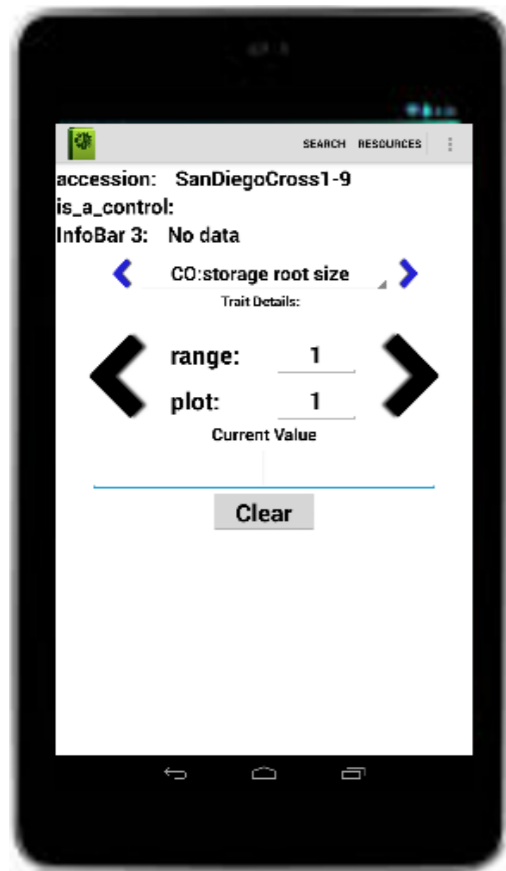 SEARCH RESOURCES
accession: SanDiegoCross1-9
is_a_control:
InfoBar 3: No data
CO:storage root size
Trait Details:
range: 1
plot: 1
Current Value
Clear